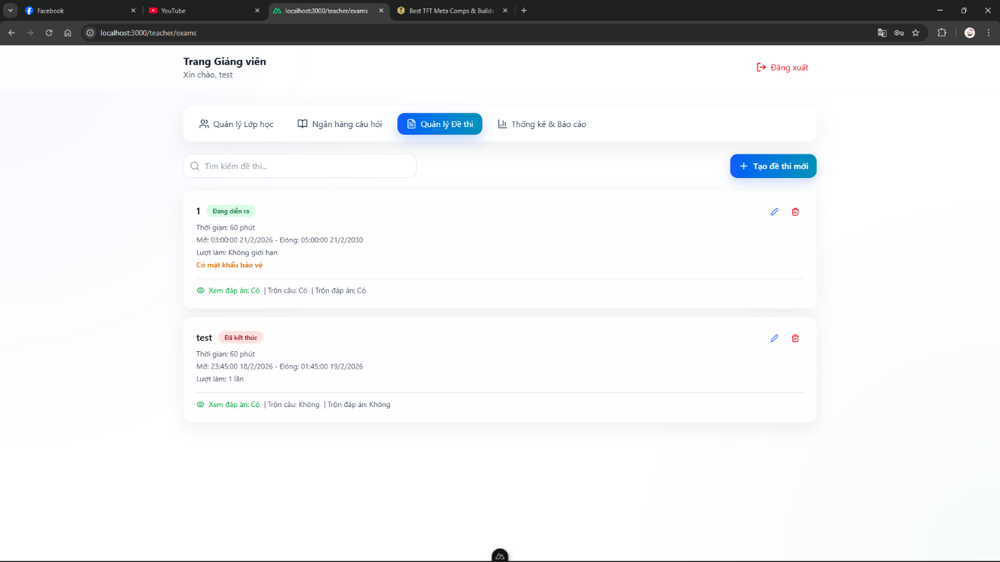 Facebook
YouTube
localhost:3000/teacher/exams
Best TFT Meta Comps & Builds
localhost:3000/teacher/exams
Trang Giảng viên
Xin chào, test
Đăng xuất
Quản lý Lớp học
Ngân hàng câu hỏi
Quản lý Đề thi
Thống kê & Báo cáo
Tìm kiếm đề thi...
Tạo đề thi mới
1 Đang diễn ra
Thời gian: 60 phút
Mở: 03:00:00 21/2/2026 - Đóng: 05:00:00 21/2/2030
Lượt làm: Không giới hạn
Có mật khẩu bảo vệ
Xem đáp án: Có | Trộn câu: Có | Trộn đáp án: Có
test Đã kết thúc
Thời gian: 60 phút
Mở: 23:45:00 18/2/2026 - Đóng: 01:45:00 19/2/2026
Lượt làm: 1 lần
Xem đáp án: Có | Trộn câu: Không | Trộn đáp án: Không